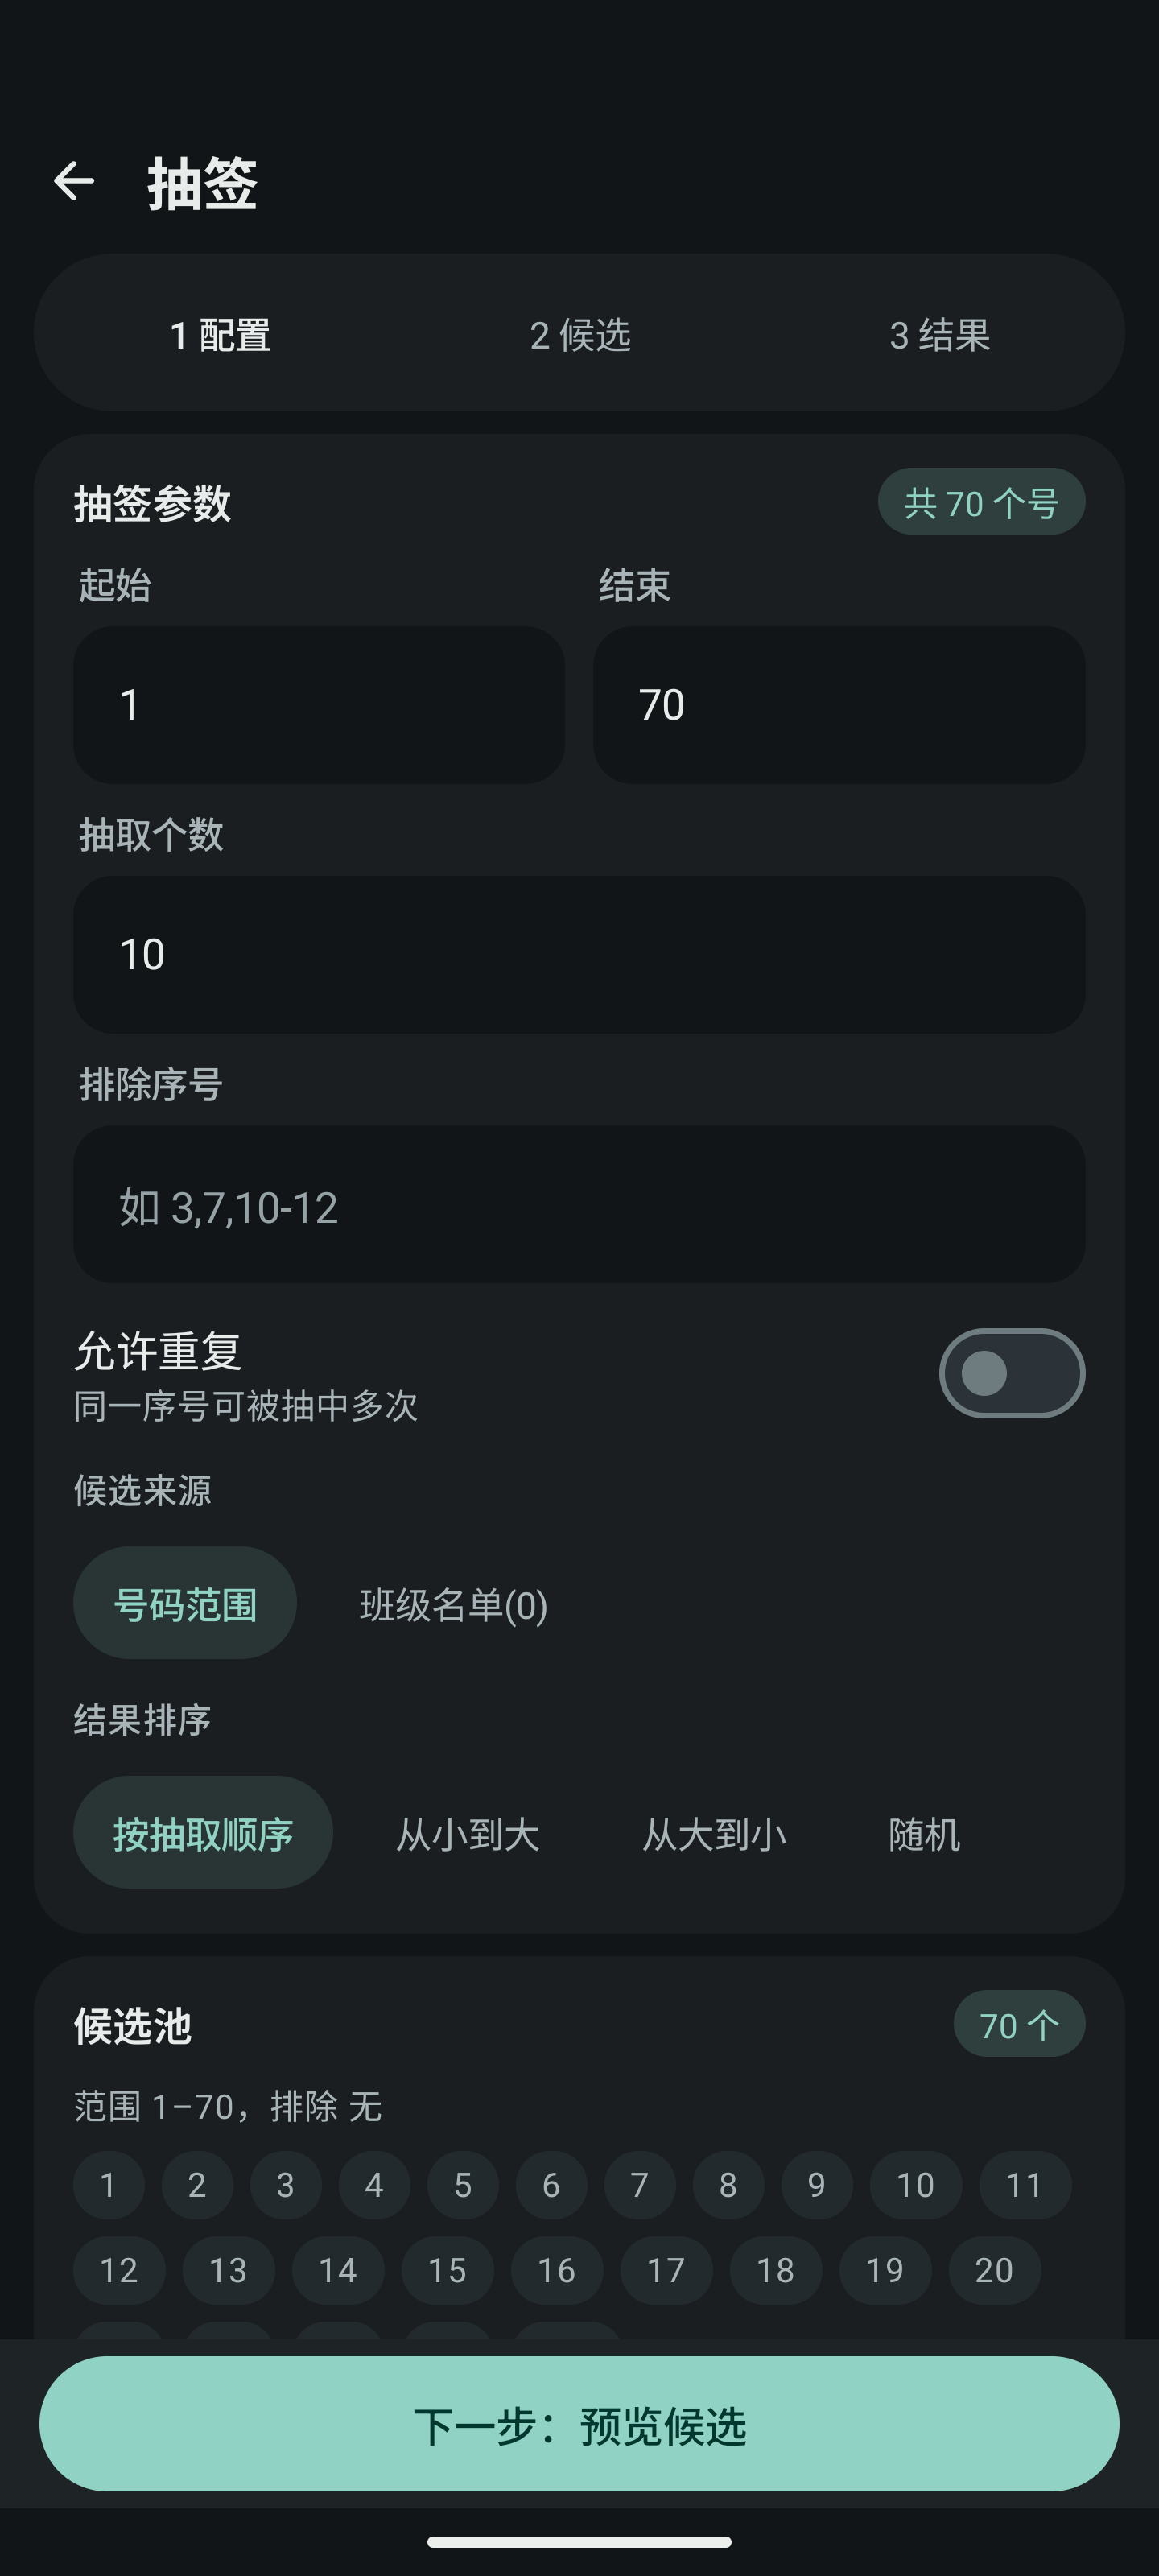 抽签
1 配置 2 候选 3 结果
抽签参数 共 70 个号
起始 结束
1 70
抽取个数
10
排除序号
如 3,7,10-12
允许重复
同一序号可被抽中多次
候选来源
号码范围 班级名单(0)
结果排序
按抽取顺序 从小到大 从大到小 随机
候选池 70 个
范围 1–70，排除 无
1 2 3 4 5 6 7 8 9 10 11
12 13 14 15 16 17 18 19 20
下一步：预览候选